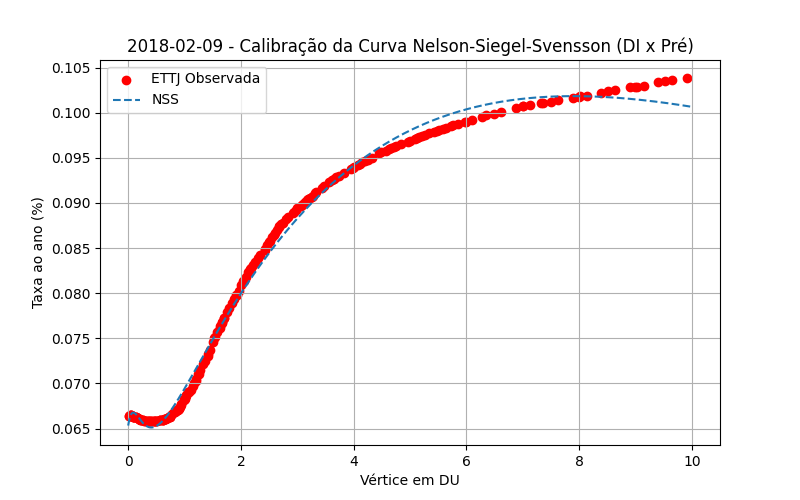 2018-02-09 - Calibração da Curva Nelson-Siegel-Svensson (DI x Pré)
ETTJ Observada
NSS
Taxa ao ano (%)
0.105
0.100
0.095
0.090
0.085
0.080
0.075
0.070
0.065
0 2 4 6 8 10
Vértice em DU